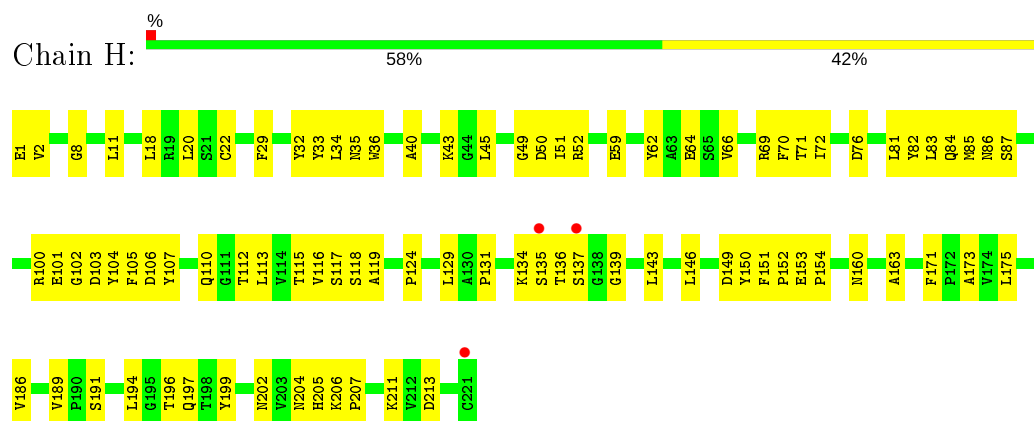 %
Chain H:
58% 42%
E1 V2 G8 L11 L18 R19 L20 S21 C22 F29 Y32 Y33 L34 N35 W36 A40 K43 G44 L45 G49 D50 I51 R52 E59 Y62 A63 E64 S65 V66 R69 F70 T71 I72 D76 L81 Y82 L83 Q84 M85 N86 S87
R100 E101 G102 D103 Y104 F105 D106 Y107 Q110 G111 T112 L113 V114 T115 V116 S117 S118 A119 P124 L129 A130 P131 K134 S135 T136 S137 G138 G139 L143 L146 D149 Y150 F151 P152 E153 P154 N160 A163 F171 P172 A173 V174 L175
V186 V189 P190 S191 L194 G195 T196 Q197 T198 Y199 N202 V203 N204 H205 K206 P207 K211 V212 D213 C221